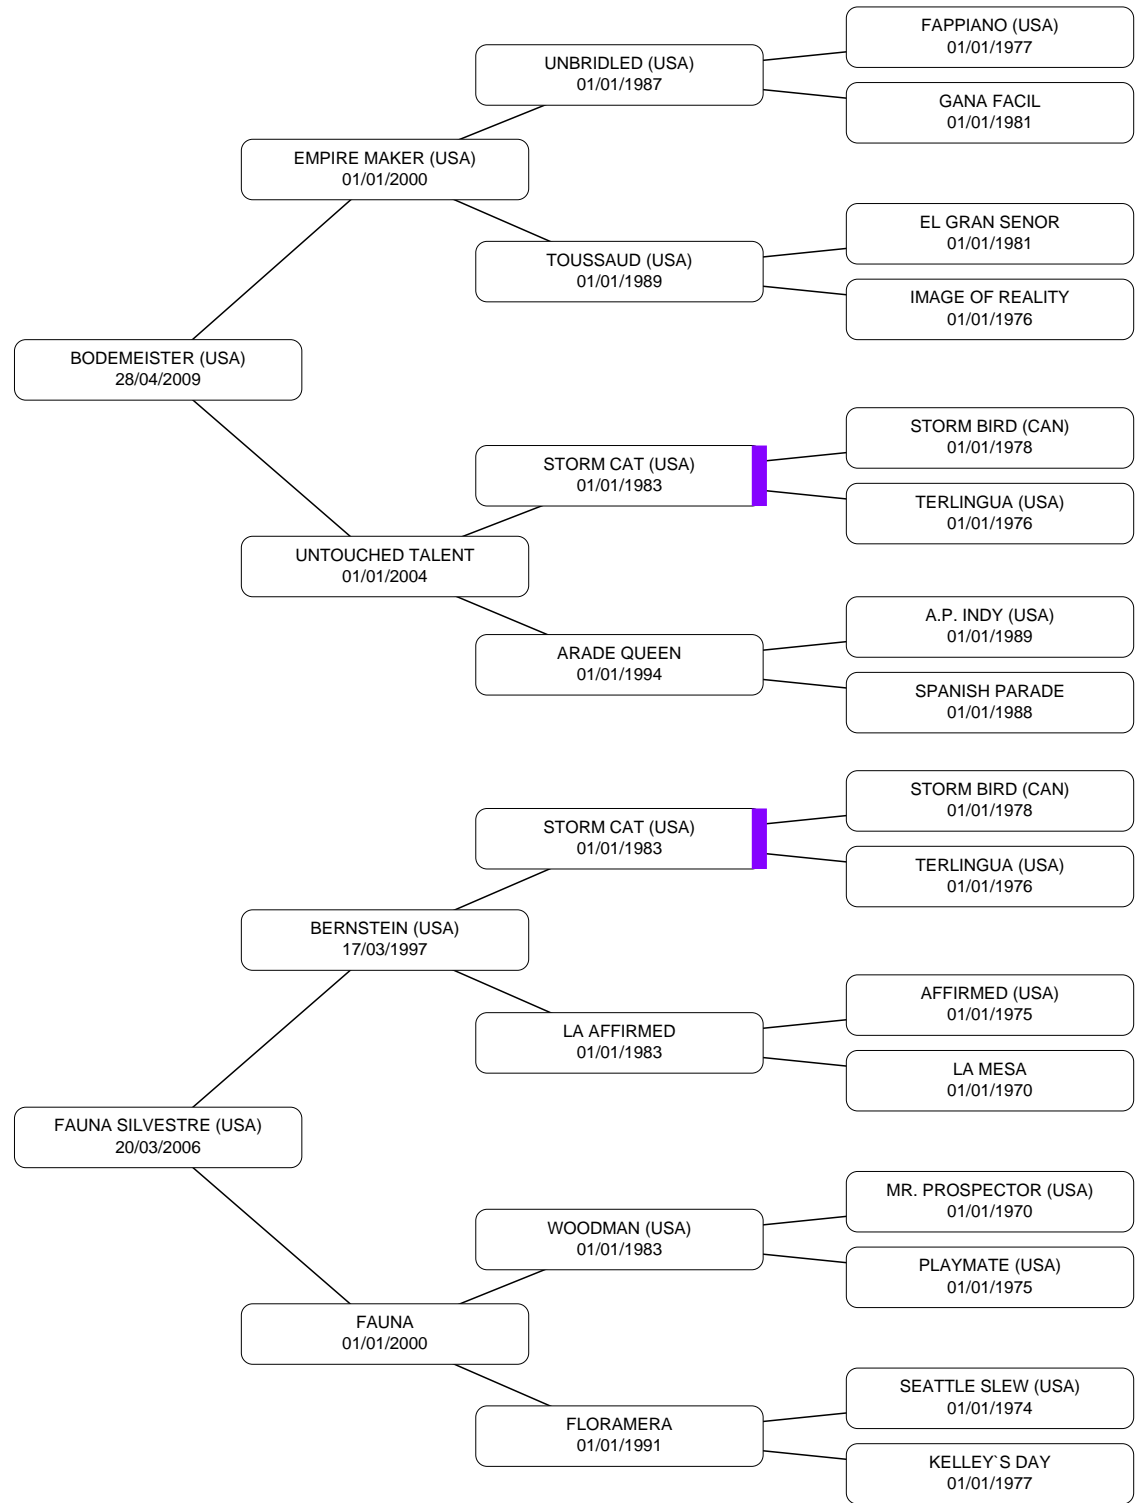 FAPPIANO (USA)
01/01/1977
UNBRIDLED (USA)
01/01/1987
GANA FACIL
01/01/1981
EMPIRE MAKER (USA)
01/01/2000
EL GRAN SENOR
01/01/1981
TOUSSAUD (USA)
01/01/1989
IMAGE OF REALITY
01/01/1976
BODEMEISTER (USA)
28/04/2009
STORM BIRD (CAN)
01/01/1978
STORM CAT (USA)
01/01/1983
TERLINGUA (USA)
01/01/1976
UNTOUCHED TALENT
01/01/2004
A.P. INDY (USA)
01/01/1989
ARADE QUEEN
01/01/1994
SPANISH PARADE
01/01/1988
STORM BIRD (CAN)
01/01/1978
STORM CAT (USA)
01/01/1983
TERLINGUA (USA)
01/01/1976
BERNSTEIN (USA)
17/03/1997
AFFIRMED (USA)
01/01/1975
LA AFFIRMED
01/01/1983
LA MESA
01/01/1970
FAUNA SILVESTRE (USA)
20/03/2006
MR. PROSPECTOR (USA)
01/01/1970
WOODMAN (USA)
01/01/1983
PLAYMATE (USA)
01/01/1975
FAUNA
01/01/2000
SEATTLE SLEW (USA)
01/01/1974
FLORAMERA
01/01/1991
KELLEY`S DAY
01/01/1977